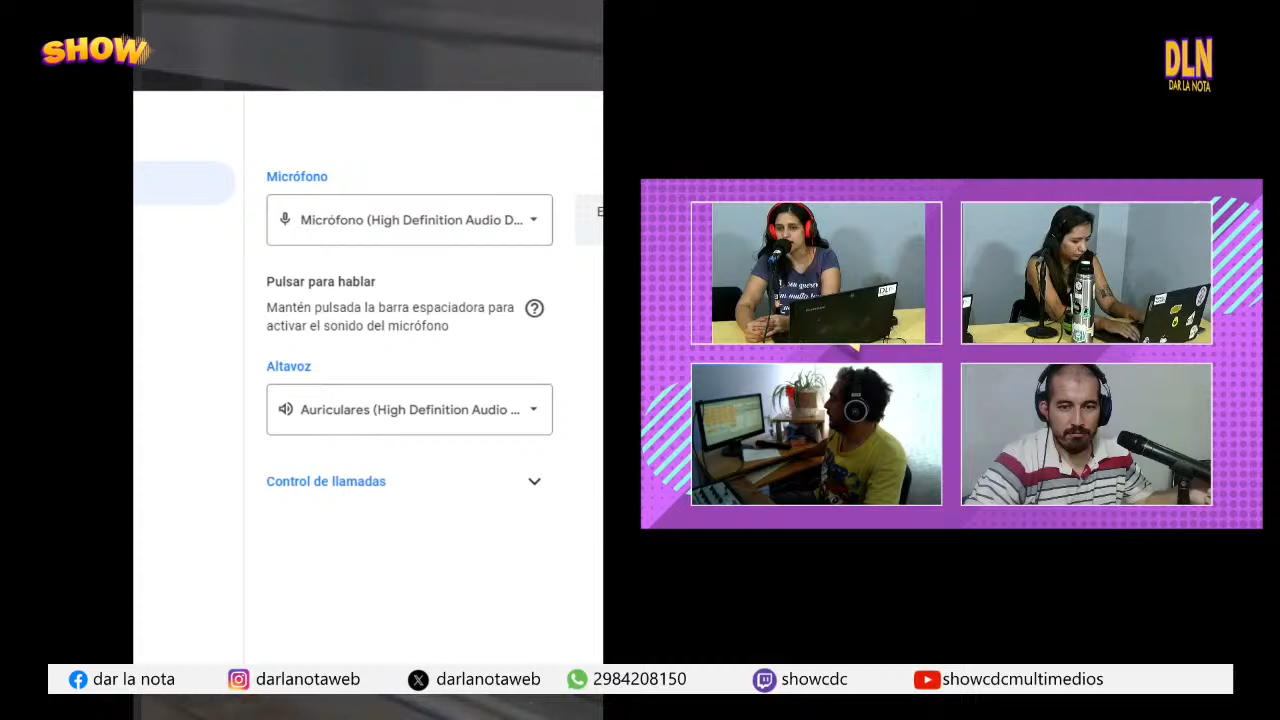 SHOW
DLN
DAR LA NOTA
Micrófono
Micrófono (High Definition Audio D...
E
Pulsar para hablar
Mantén pulsada la barra espaciadora para
activar el sonido del micrófono
Altavoz
Auriculares (High Definition Audio ...
Control de llamadas
DLN
dar la nota
darlanotaweb
darlanotaweb
2984208150
showcdc
showcdcmultimedios